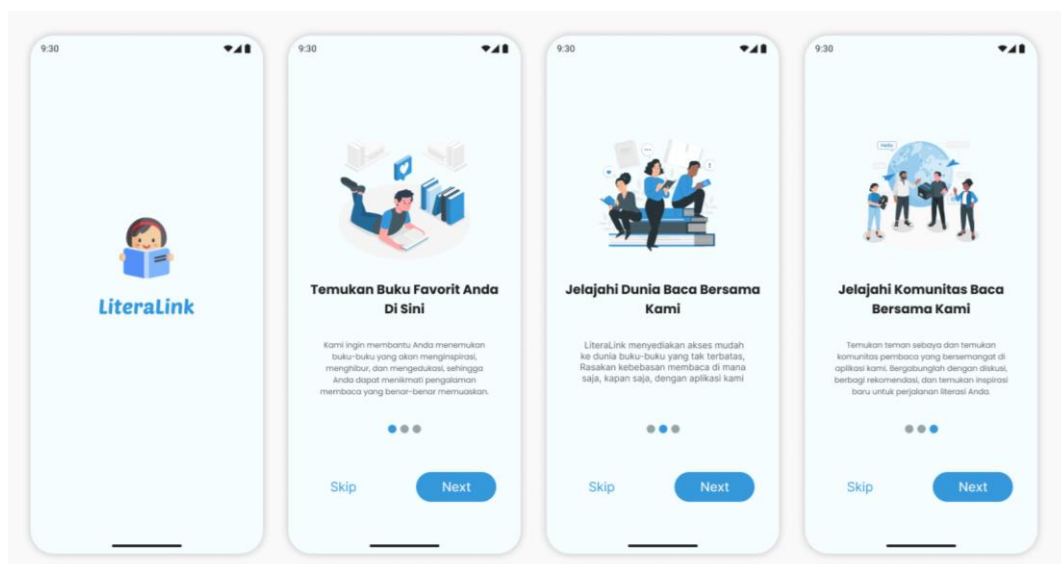 9:30
LiteraLink
9:30
Temukan Buku Favorit Anda
Di Sini
Kami ingin membantu Anda menemukan
buku-buku yang akan menginspirasi,
menghibur, dan mengedukasi, sehingga
Anda dapat menikmati pengalaman
membaca yang benar-benar memuaskan.
Skip
Next
9:30
Jelajahi Dunia Baca Bersama
Kami
LiteraLink menyediakan akses mudah
ke dunia buku-buku yang tak terbatas,
Rasakan kebebasan membaca di mana
saja, kapan saja, dengan aplikasi kami
Skip
Next
9:30
Hello
Jelajahi Komunitas Baca
Bersama Kami
Temukan teman sebaya dan temukan
komunitas pembaca yang bersemangat di
aplikasi kami. Bergabunglah dengan diskusi,
berbagi rekomendasi, dan temukan inspirasi
baru untuk perjalanan literasi Anda.
Skip
Next